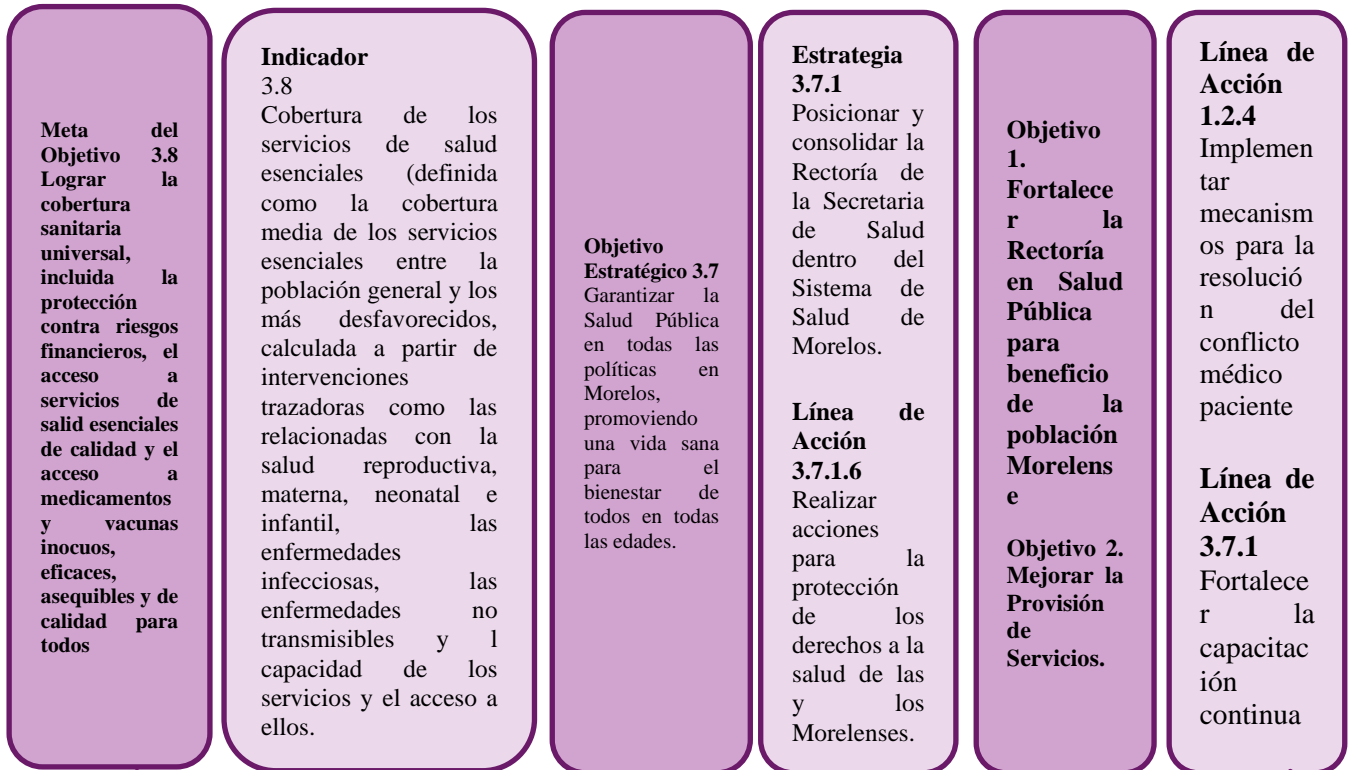 Meta del
Objetivo 3.8
Lograr la
cobertura
sanitaria
universal,
incluida la
protección
contra riesgos
financieros, el
acceso a
servicios de
salid esenciales
de calidad y el
acceso a
medicamentos
y vacunas
inocuos,
eficaces,
asequibles y de
calidad para
todos
Indicador
3.8
Cobertura de los
servicios de salud
esenciales (definida
como la cobertura
media de los servicios
esenciales entre la
población general y los
más desfavorecidos,
calculada a partir de
intervenciones
trazadoras como las
relacionadas con la
salud reproductiva,
materna, neonatal e
infantil, las
enfermedades
infecciosas, las
enfermedades no
transmisibles y l
capacidad de los
servicios y el acceso a
ellos.
Objetivo
Estratégico 3.7
Garantizar la
Salud Pública
en todas las
políticas en
Morelos,
promoviendo
una vida sana
para el
bienestar de
todos en todas
las edades.
Estrategia
3.7.1
Posicionar y
consolidar la
Rectoría de
la Secretaria
de Salud
dentro del
Sistema de
Salud de
Morelos.
Línea de
Acción
3.7.1.6
Realizar
acciones
para la
protección
de los
derechos a la
salud de las
y los
Morelenses.
Objetivo
1.
Fortalece
r la
Rectoría
en Salud
Pública
para
beneficio
de la
población
Morelens
e
Objetivo 2.
Mejorar la
Provisión
de
Servicios.
Línea de
Acción
1.2.4
Implemen
tar
mecanism
os para la
resolució
n del
conflicto
médico
paciente
Línea de
Acción
3.7.1
Fortalece
r la
capacitac
ión
continua